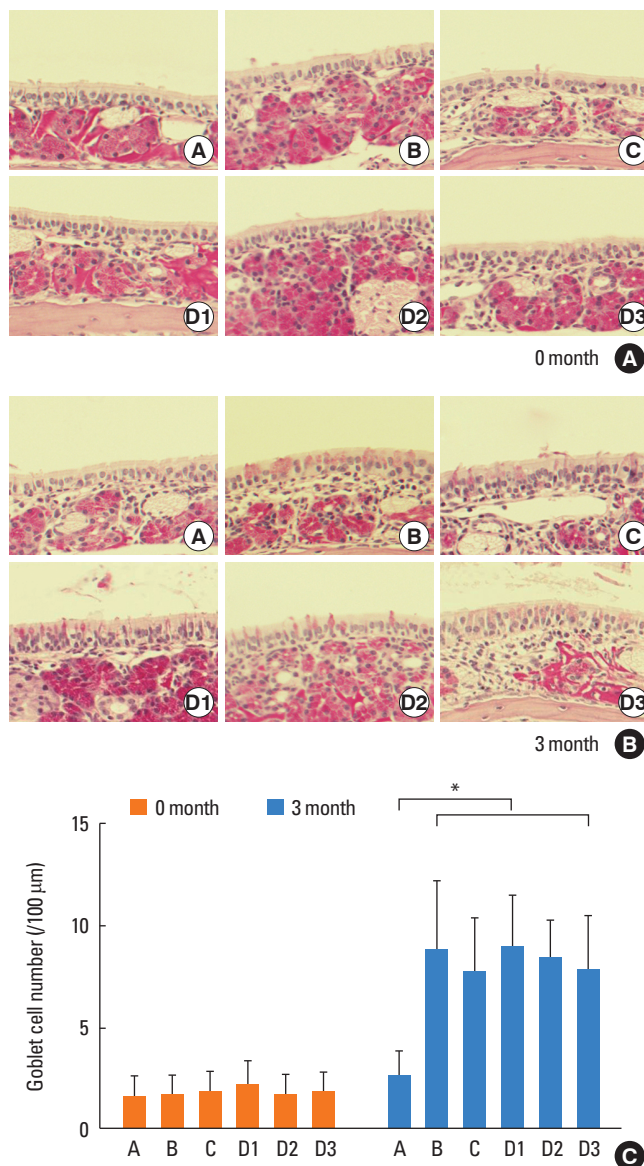 A B C
D1 D2 D3
0 month A
A B C
D1 D2 D3
3 month B
0 month 3 month
*
Goblet cell number (/100 μm)
15
10
5
0
A B C D1 D2 D3 A B C D1 D2 D3
C